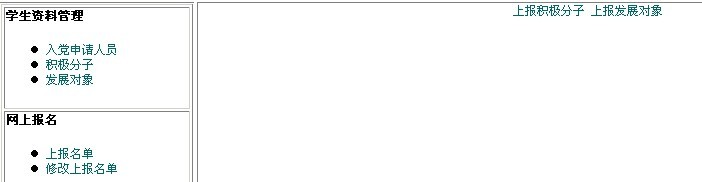 学生资料管理
入党申请人员
积极分子
发展对象
网上报名
上报名单
修改上报名单
上报积极分子 上报发展对象